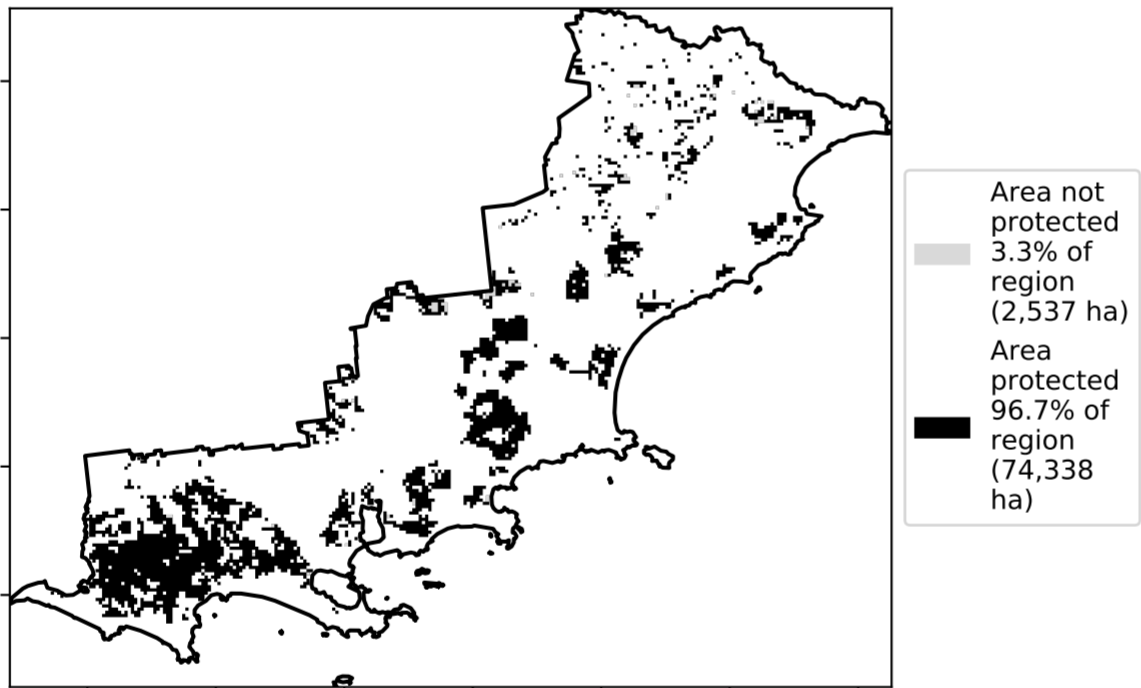 Area not
protected
3.3% of
region
(2,537 ha)
Area
protected
96.7% of
region
(74,338
ha)